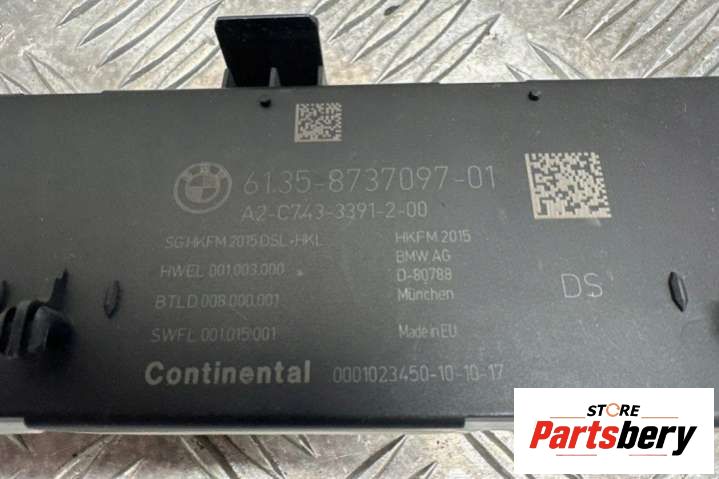 BMW
61.35-8737097-01
A2-C743-3391-2-00
SG HKFM 2015 DSL+HKL
HWEL 001.003.000
BTLD 008.000.001
SWFL 001.015.001
HKFM 2015
BMW AG
D-80788
München
Made in EU
DS
Continental 0001023450-10-10-17
STORE
Partsbery